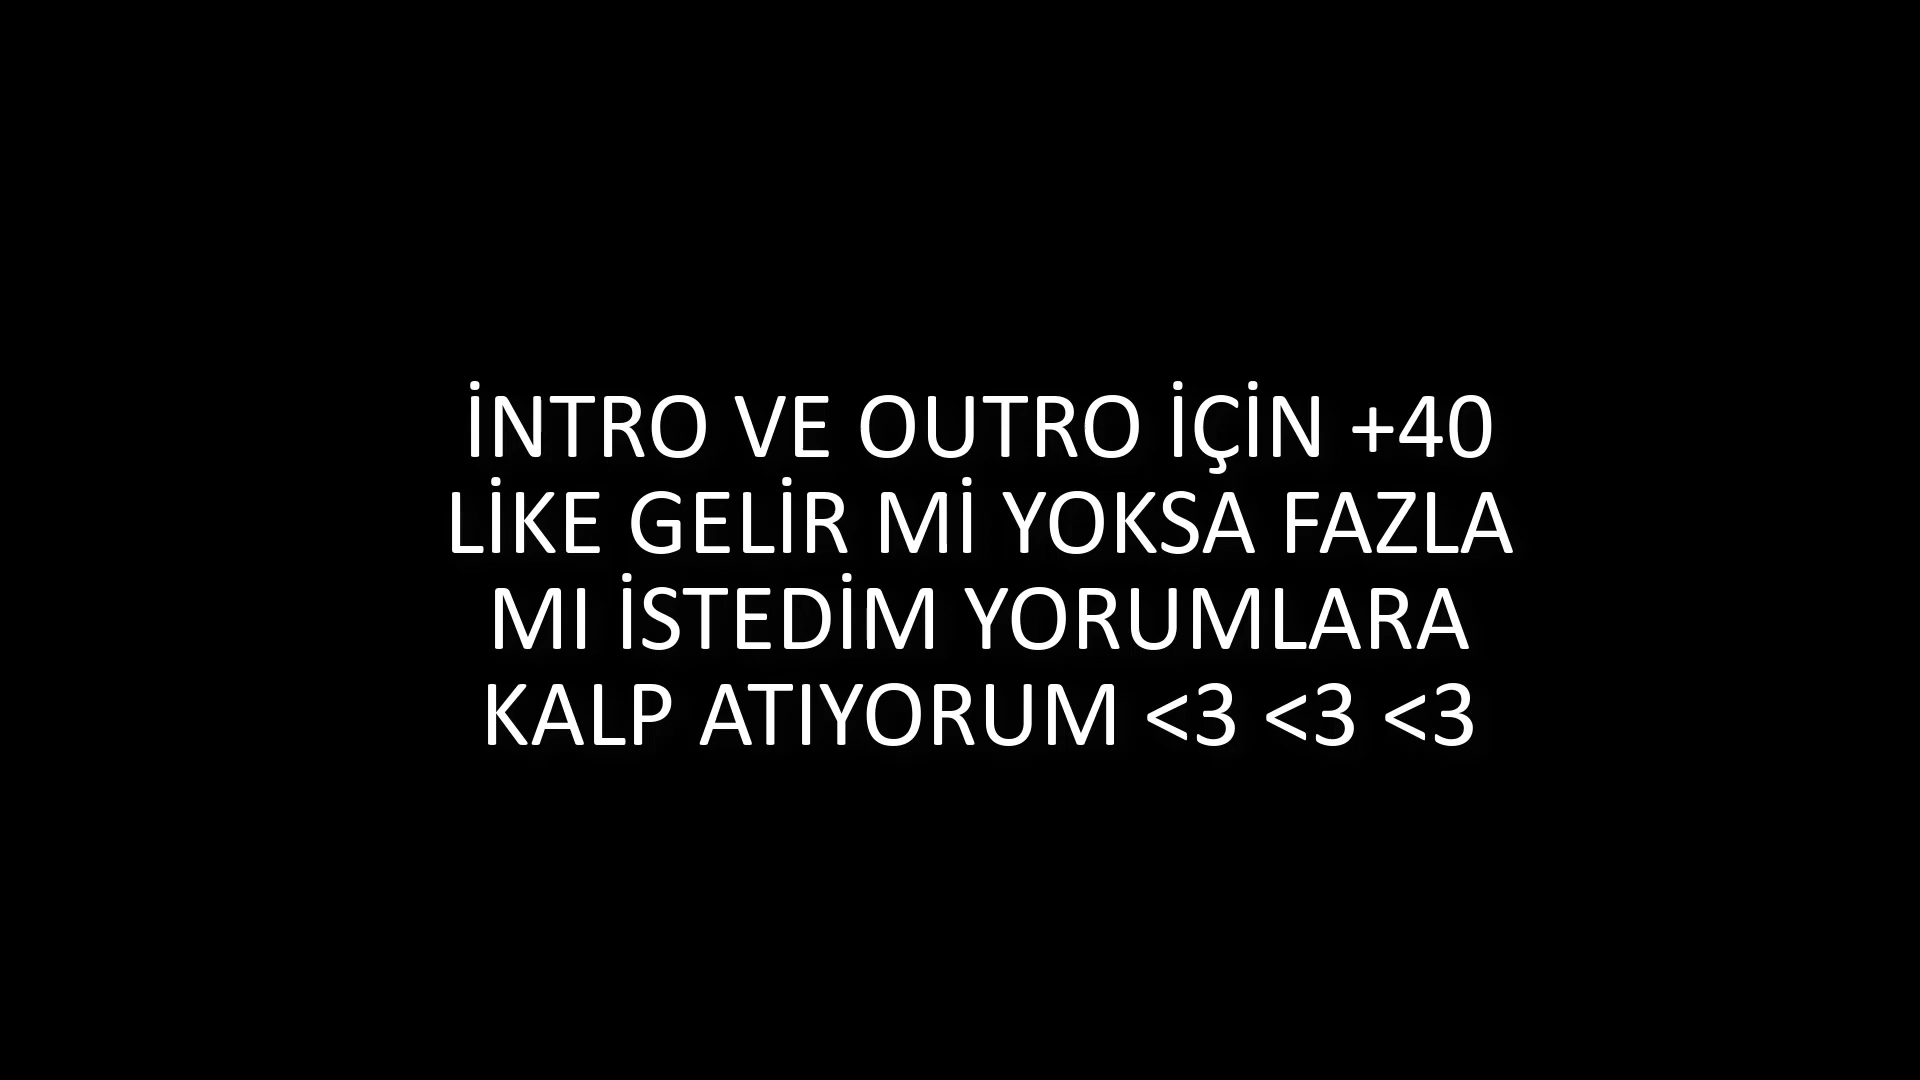 İNTRO VE OUTRO İÇİN +40
LİKE GELİR Mİ YOKSA FAZLA
MI İSTEDİM YORUMLARA
KALP ATIYORUM <3 <3 <3